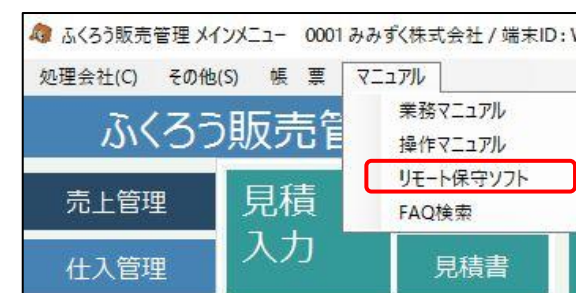 ふくろう販売管理 メインメニュー 0001 みみずく株式会社 / 端末ID:
処理会社(C) その他(S) 帳 票 マニュアル
業務マニュアル
操作マニュアル
リモート保守ソフト
FAQ検索
ふくろう販売管
売上管理
仕入管理
見積
入力
見積書